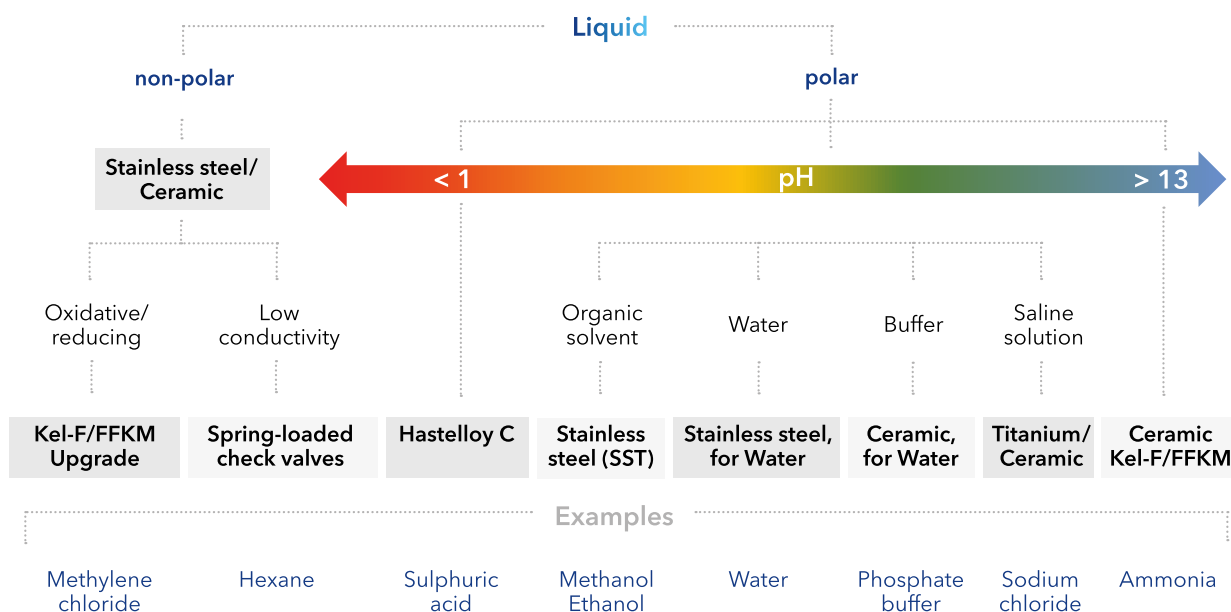 Liquid
non-polar
polar
Stainless steel/
Ceramic
< 1
pH
> 13
Oxidative/
reducing
Low
conductivity
Organic
solvent
Water
Buffer
Saline
solution
Kel-F/FFKM
Upgrade
Spring-loaded
check valves
Hastelloy C
Stainless
steel (SST)
Stainless steel,
for Water
Ceramic,
for Water
Titanium/
Ceramic
Ceramic
Kel-F/FFKM
Examples
Methylene
chloride
Hexane
Sulphuric
acid
Methanol
Ethanol
Water
Phosphate
buffer
Sodium
chloride
Ammonia